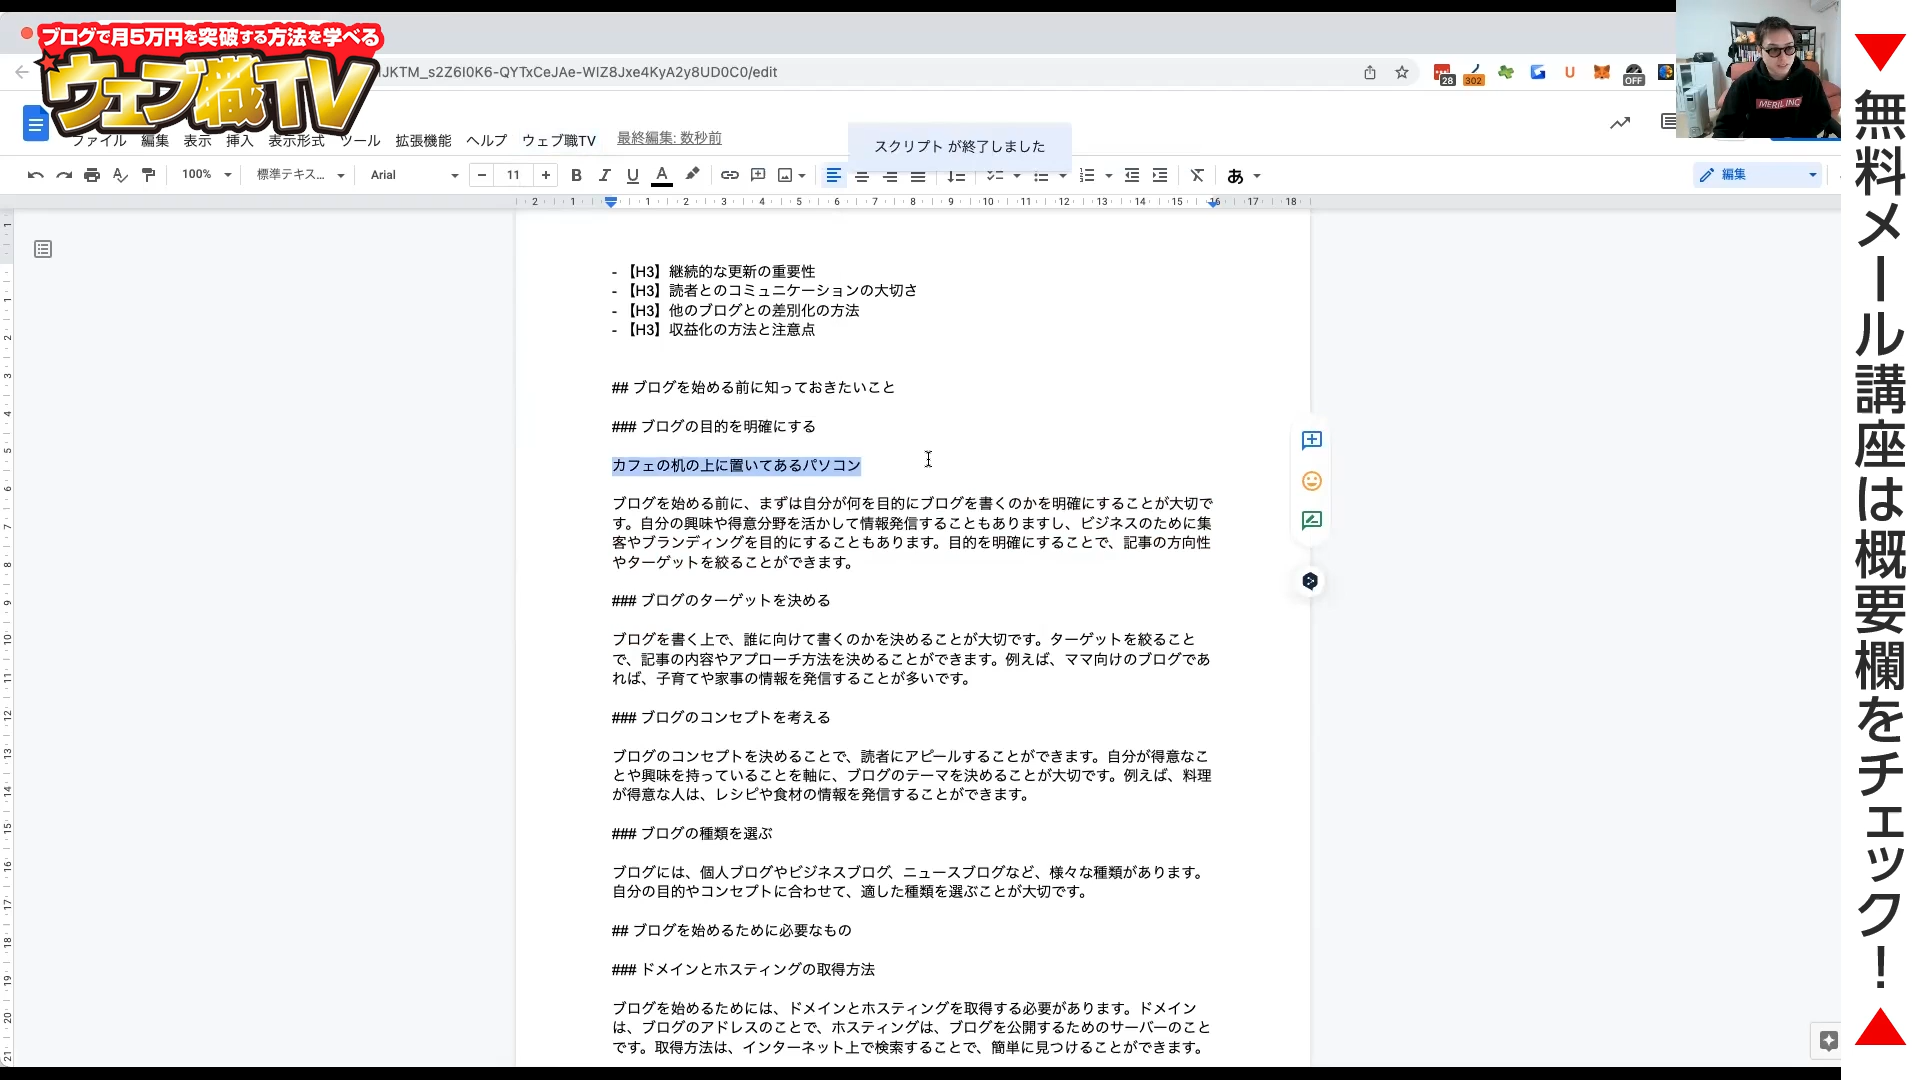 ブログで月5万円を突破する方法を学べる
ウェブ職TV
JKTM_s2Z6I0K6-QYTxCeJAe-WIZ8Jxe4KyA2y8UD0C0/edit
28
302
OFF
MERIL INC
ファイル 編集 表示 挿入 表示形式 ツール 拡張機能 ヘルプ ウェブ職TV 最終編集: 数秒前
スクリプト が終了しました
100% 標準テキス... Arial 11 あ 編集
2 1 1 2 3 4 5 6 7 8 9 10 11 12 13 14 15 16 17 18
- 【H3】継続的な更新の重要性
- 【H3】読者とのコミュニケーションの大切さ
- 【H3】他のブログとの差別化の方法
- 【H3】収益化の方法と注意点
## ブログを始める前に知っておきたいこと
### ブログの目的を明確にする
カフェの机の上に置いてあるパソコン
ブログを始める前に、まずは自分が何を目的にブログを書くのかを明確にすることが大切で
す。自分の興味や得意分野を活かして情報発信することもありますし、ビジネスのために集
客やブランディングを目的にすることもあります。目的を明確にすることで、記事の方向性
やターゲットを絞ることができます。
### ブログのターゲットを決める
ブログを書く上で、誰に向けて書くのかを決めることが大切です。ターゲットを絞ること
で、記事の内容やアプローチ方法を決めることができます。例えば、ママ向けのブログであ
れば、子育てや家事の情報を発信することが多いです。
### ブログのコンセプトを考える
ブログのコンセプトを決めることで、読者にアピールすることができます。自分が得意なこ
とや興味を持っていることを軸に、ブログのテーマを決めることが大切です。例えば、料理
が得意な人は、レシピや食材の情報を発信することができます。
### ブログの種類を選ぶ
ブログには、個人ブログやビジネスブログ、ニュースブログなど、様々な種類があります。
自分の目的やコンセプトに合わせて、適した種類を選ぶことが大切です。
## ブログを始めるために必要なもの
### ドメインとホスティングの取得方法
ブログを始めるためには、ドメインとホスティングを取得する必要があります。ドメイン
は、ブログのアドレスのことで、ホスティングは、ブログを公開するためのサーバーのこと
です。取得方法は、インターネット上で検索することで、簡単に見つけることができます。
無料メール講座は概要欄をチェック！